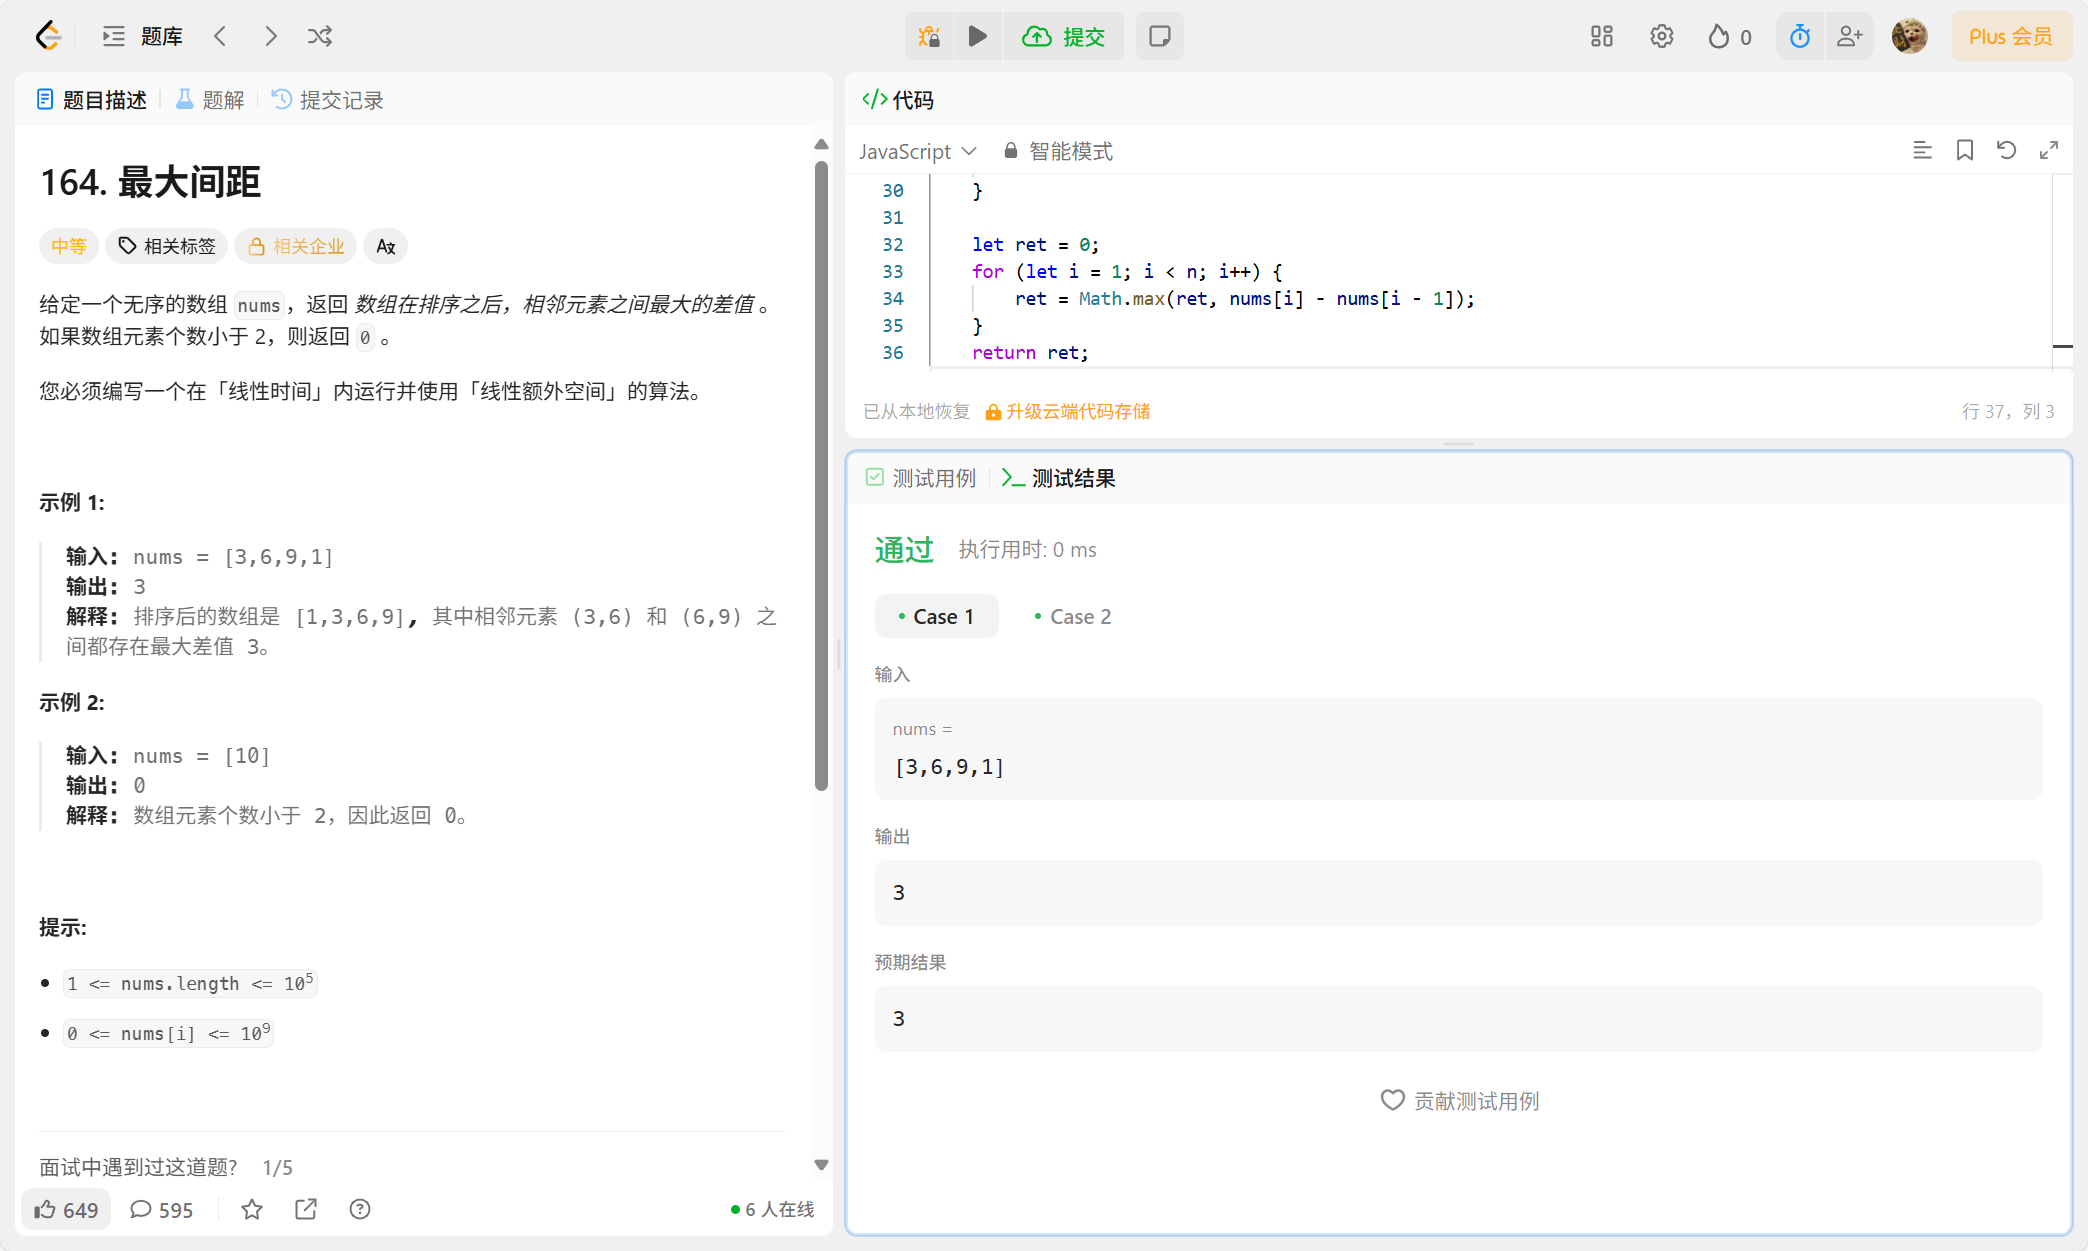 题库
提交
0
Plus 会员
题目描述
题解
提交记录
164. 最大间距
中等
相关标签
相关企业
给定一个无序的数组 nums，返回 数组在排序之后，相邻元素之间最大的差值 。
如果数组元素个数小于 2，则返回 0 。
您必须编写一个在「线性时间」内运行并使用「线性额外空间」的算法。
示例 1:
输入: nums = [3,6,9,1]
输出: 3
解释: 排序后的数组是 [1,3,6,9], 其中相邻元素 (3,6) 和 (6,9) 之
间都存在最大差值 3。
示例 2:
输入: nums = [10]
输出: 0
解释: 数组元素个数小于 2，因此返回 0。
提示:
1 <= nums.length <= 10⁵
0 <= nums[i] <= 10⁹
面试中遇到过这道题? 1/5
649
595
6 人在线
</>代码
JavaScript
智能模式
30 }
31
32 let ret = 0;
33 for (let i = 1; i < n; i++) {
34 ret = Math.max(ret, nums[i] - nums[i - 1]);
35 }
36 return ret;
已从本地恢复
升级云端代码存储
行 37，列 3
测试用例
测试结果
通过
执行用时: 0 ms
Case 1
Case 2
输入
nums =
[3,6,9,1]
输出
3
预期结果
3
贡献测试用例